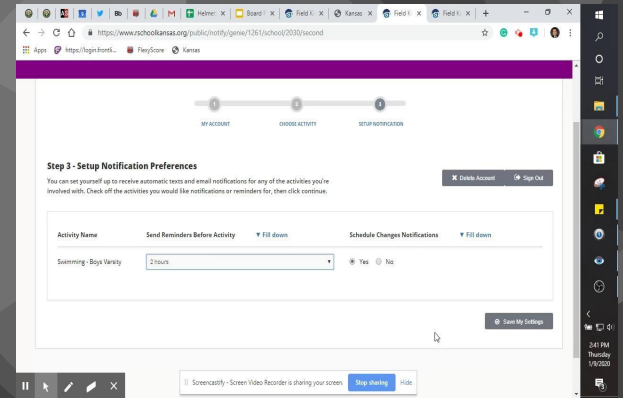 Bb
M
Helmet
Board
Field K
Kansas
Field K
Field K
https://www.rschoolkansas.org/public/notify/genie/1261/school/2030/second
Apps https://login.frontli... FlexyScore Kansas
1 2 3
MY ACCOUNT CHOOSE ACTIVITY SETUP NOTIFICATION
Step 3 - Setup Notification Preferences
You can set yourself up to receive automatic texts and email notifications for any of the activities you're
involved with. Check off the activities you would like notifications or reminders for, then click continue.
Delete Account Sign Out
Activity Name Send Reminders Before Activity Fill down Schedule Changes Notifications Fill down
Swimming - Boys Varsity 2 hours Yes No
Save My Settings
Screencastify - Screen Video Recorder is sharing your screen. Stop sharing Hide
2:41 PM
Thursday
1/9/2020